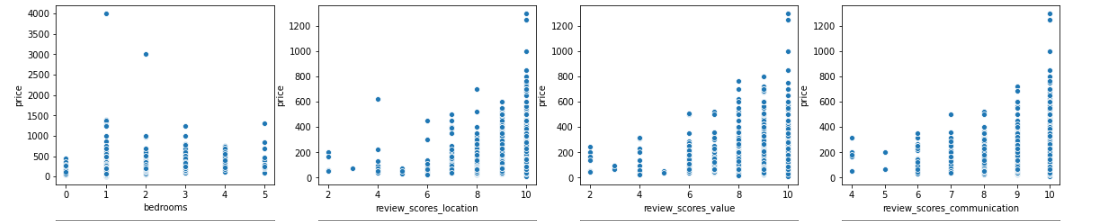 4000
3500
3000
2500
2000
1500
1000
500
0
price
0 1 2 3 4 5
bedrooms
1200
1000
800
600
400
200
0
price
2 4 6 8 10
review_scores_location
1200
1000
800
600
400
200
0
price
2 4 6 8 10
review_scores_value
1200
1000
800
600
400
200
0
price
4 5 6 7 8 9 10
review_scores_communication